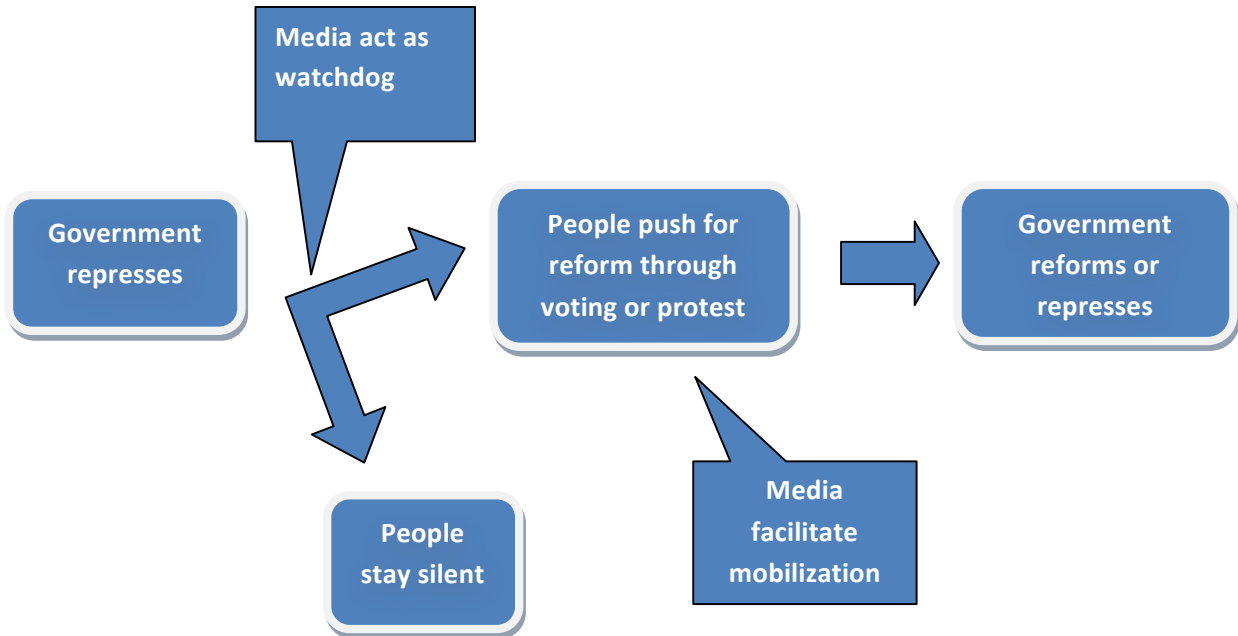 Media act as
watchdog
Government
represses
People push for
reform through
voting or protest
Government
reforms or
represses
People
stay silent
Media
facilitate
mobilization